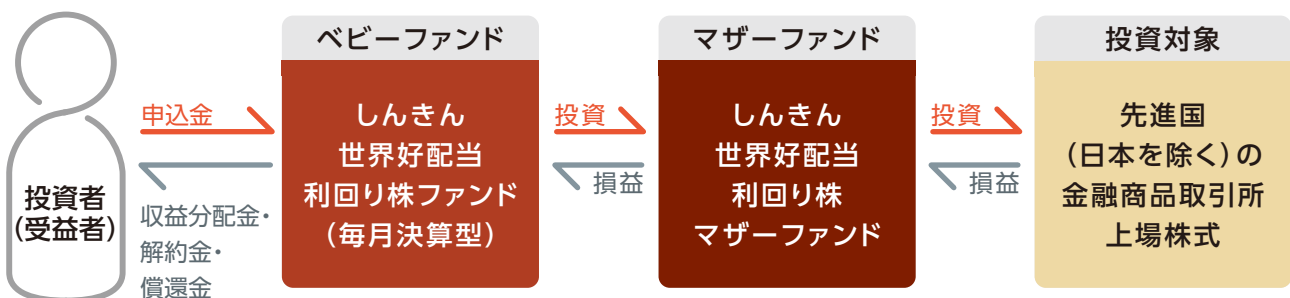 投資者
(受益者)
申込金
収益分配金・
解約金・
償還金
ベビーファンド
しんきん
世界好配当
利回り株ファンド
(毎月決算型)
投資
損益
マザーファンド
しんきん
世界好配当
利回り株
マザーファンド
投資
損益
投資対象
先進国
(日本を除く)の
金融商品取引所
上場株式